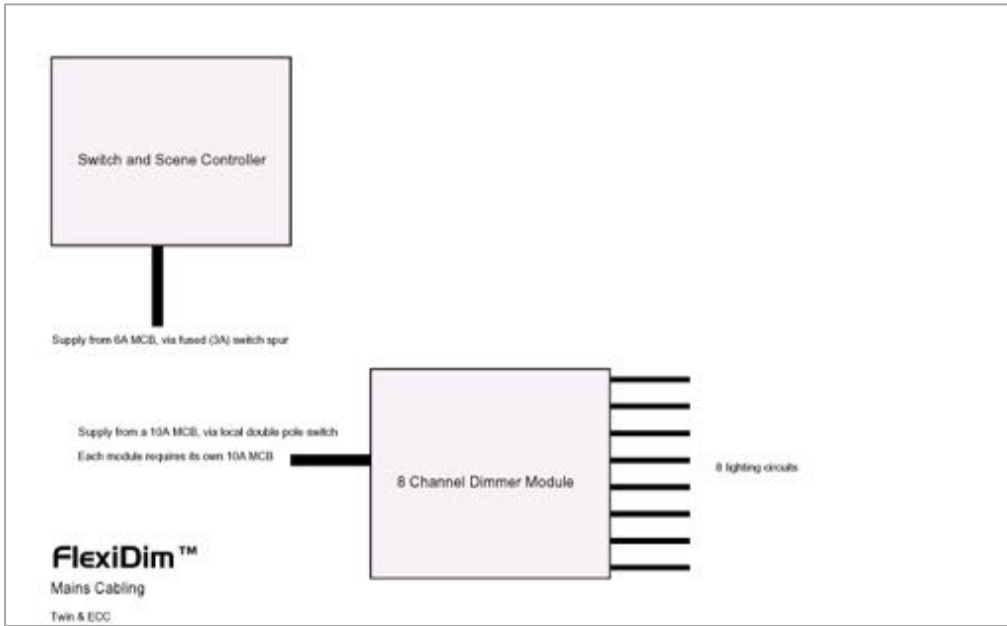 Switch and Scene Controller
Supply from 6A MCB, via fused (3A) switch spur
Supply from a 10A MCB, via local double pole switch
Each module requires its own 10A MCB
8 Channel Dimmer Module
8 lighting circuits
FlexiDim™
Mains Cabling
Twin & ECC